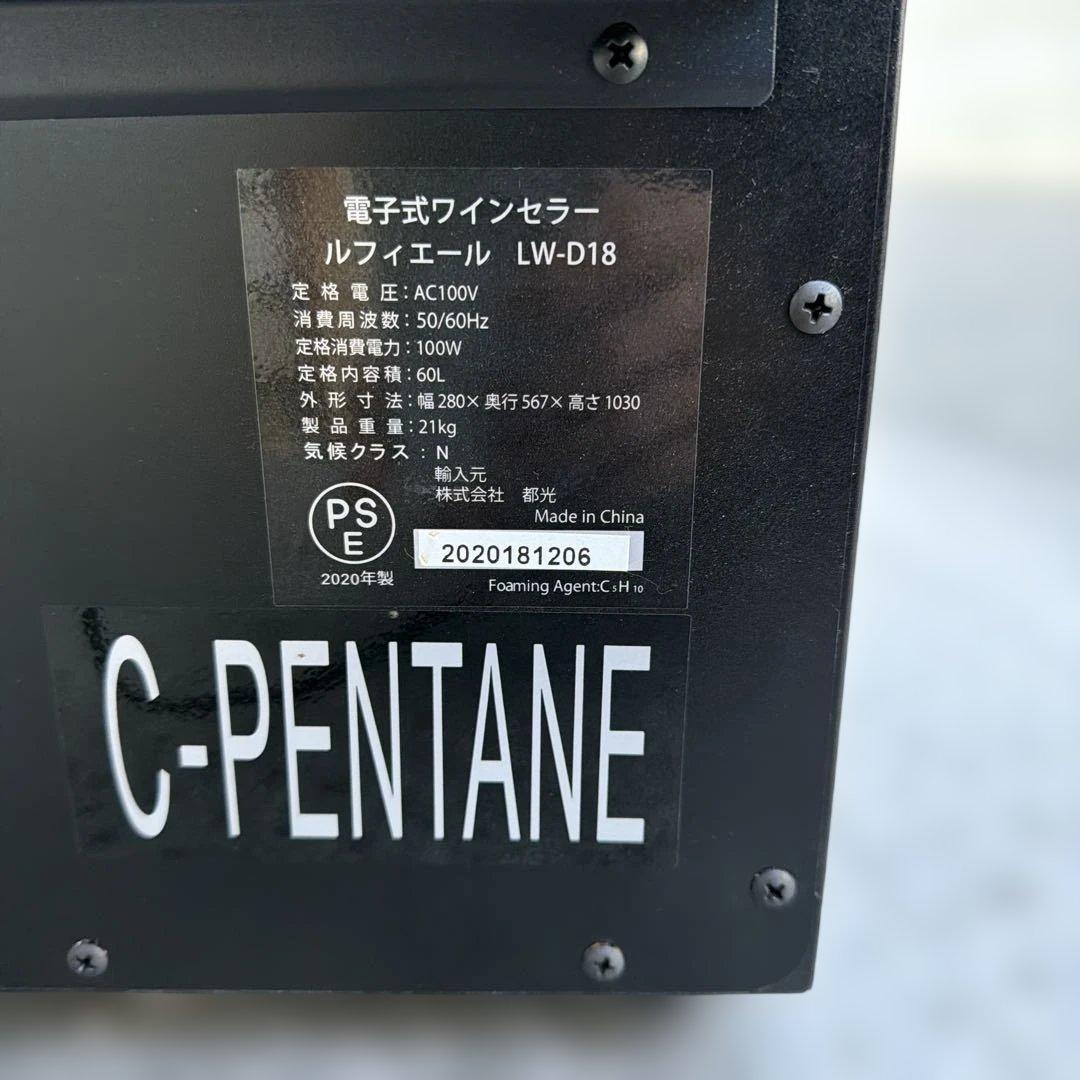 電子式ワインセラー
ルフィエール LW-D18
定格電圧：AC100V
消費周波数：50/60Hz
定格消費電力：100W
定格内容積：60L
外形寸法：幅280×奥行567×高さ1030
製品重量：21kg
気候クラス：N
輸入元
株式会社 都光
Made in China
PS
E
2020181206
2020年製
Foaming Agent:C5H10
C-PENTANE